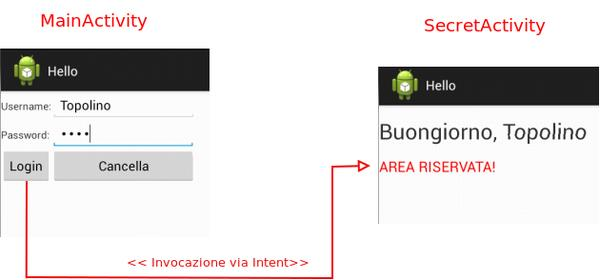 MainActivity
SecretActivity
Hello
Username: Topolino
Password: ••••
Login Cancella
Hello
Buongiorno, Topolino
AREA RISERVATA!
<< Invocazione via Intent>>